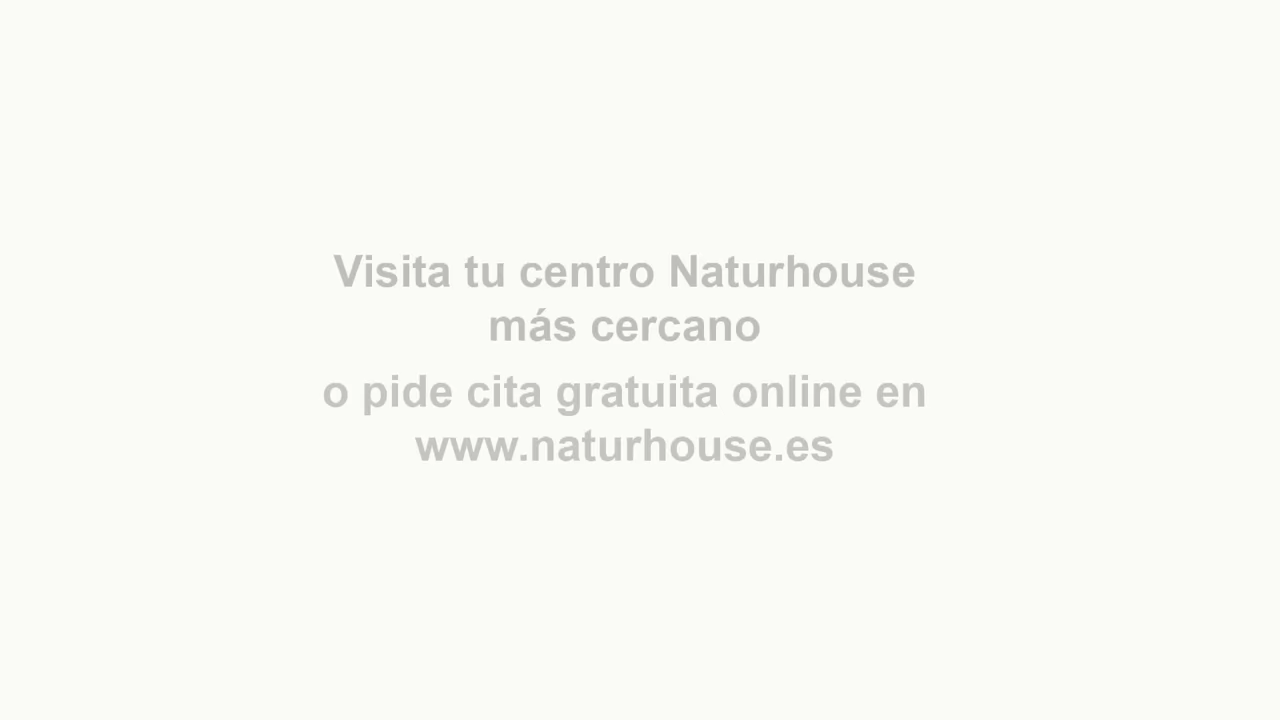 Visita tu centro Naturhouse
más cercano
o pide cita gratuita online en
www.naturhouse.es